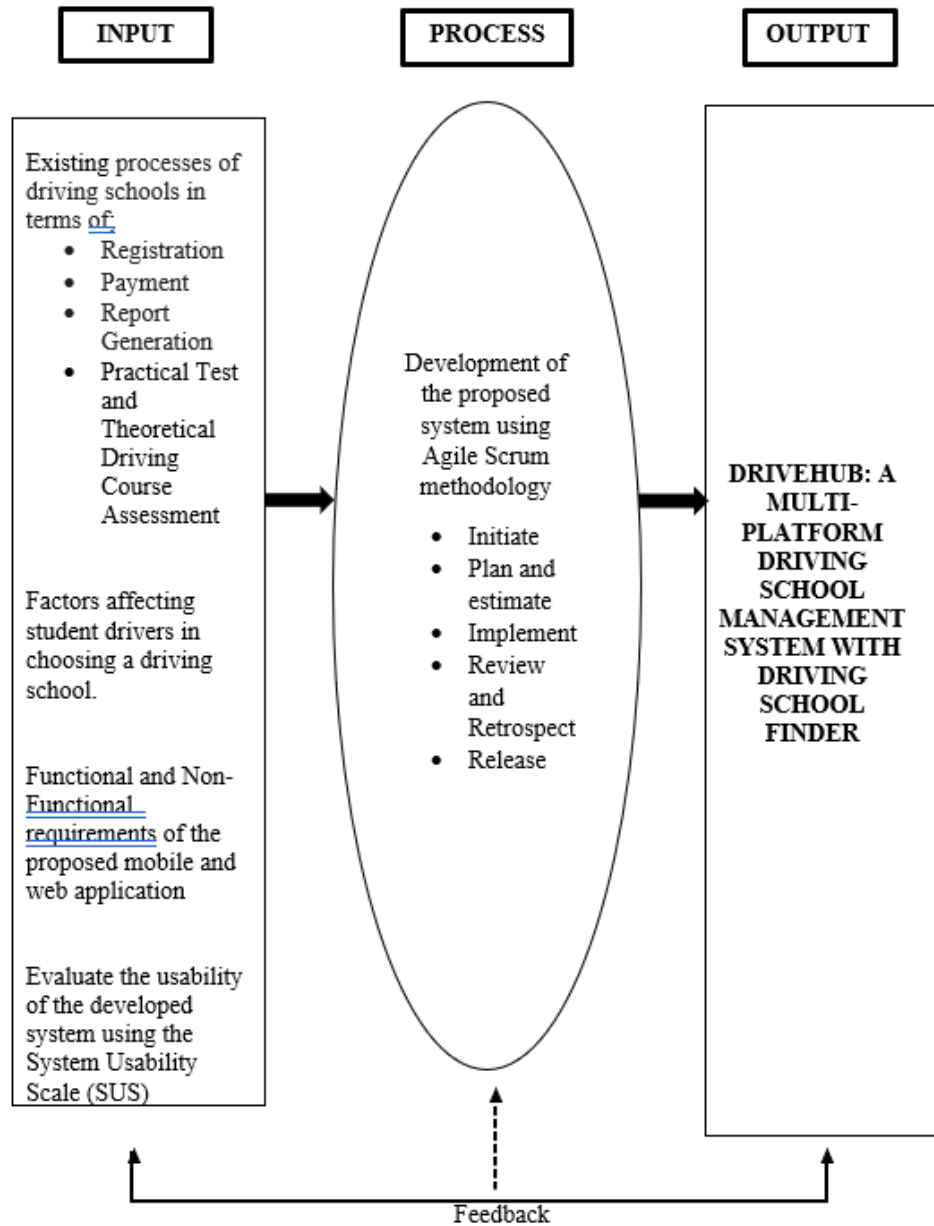 INPUT
PROCESS
OUTPUT
Existing processes of
driving schools in
terms of;
• Registration
• Payment
• Report
Generation
• Practical Test
and
Theoretical
Driving
Course
Assessment
Factors affecting
student drivers in
choosing a driving
school.
Functional and Non-
Functional
requirements of the
proposed mobile and
web application
Evaluate the usability
of the developed
system using the
System Usability
Scale (SUS)
Development of
the proposed
system using
Agile Scrum
methodology
• Initiate
• Plan and
estimate
• Implement
• Review
and
Retrospect
• Release
DRIVEHUB: A
MULTI-
PLATFORM
DRIVING
SCHOOL
MANAGEMENT
SYSTEM WITH
DRIVING
SCHOOL
FINDER
Feedback